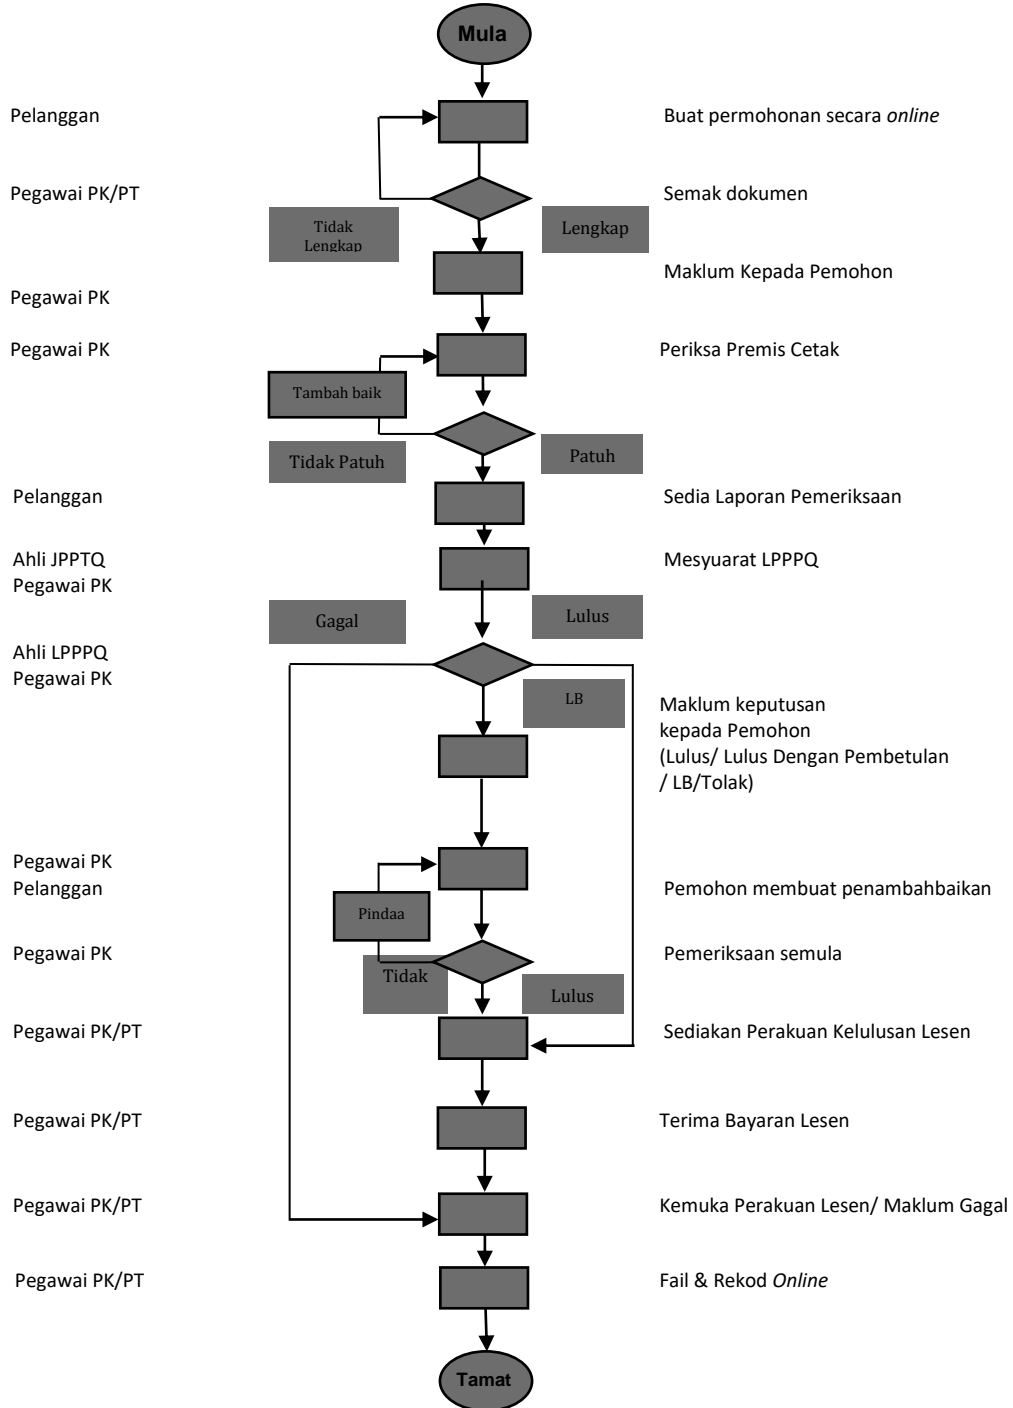 Mula
Pelanggan
Buat permohonan secara online
Pegawai PK/PT
Semak dokumen
Tidak
Lengkap
Lengkap
Maklum Kepada Pemohon
Pegawai PK
Pegawai PK
Periksa Premis Cetak
Tambah baik
Tidak Patuh
Patuh
Pelanggan
Sedia Laporan Pemeriksaan
Ahli JPPTQ
Pegawai PK
Mesyuarat LPPPQ
Gagal
Lulus
Ahli LPPPQ
Pegawai PK
LB
Maklum keputusan
kepada Pemohon
(Lulus/ Lulus Dengan Pembetulan
/ LB/Tolak)
Pegawai PK
Pelanggan
Pemohon membuat penambahbaikan
Pindaa
Pegawai PK
Pemeriksaan semula
Tidak
Lulus
Pegawai PK/PT
Sediakan Perakuan Kelulusan Lesen
Pegawai PK/PT
Terima Bayaran Lesen
Pegawai PK/PT
Kemuka Perakuan Lesen/ Maklum Gagal
Pegawai PK/PT
Fail & Rekod Online
Tamat